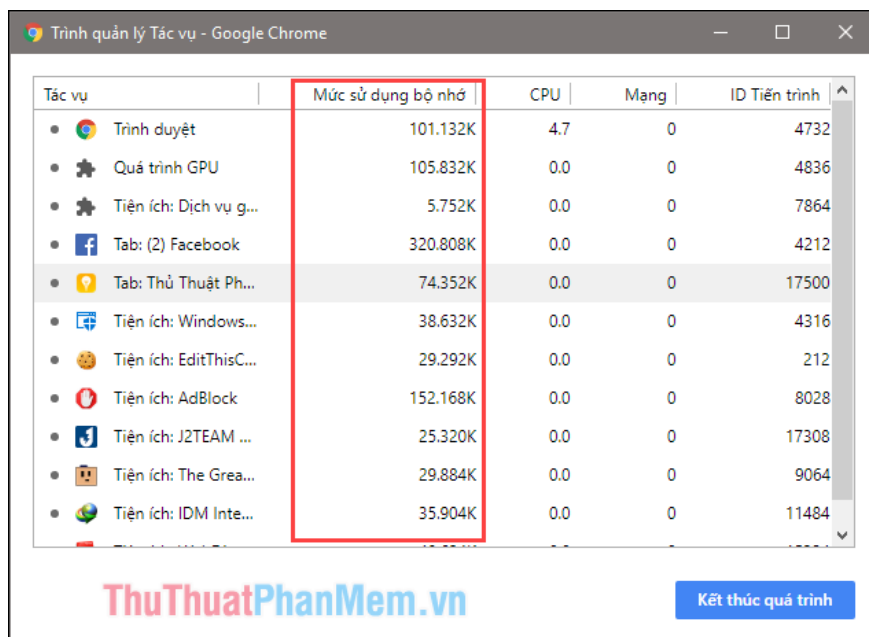 Trình quản lý Tác vụ - Google Chrome
Tác vụ Mức sử dụng bộ nhớ CPU Mạng ID Tiến trình
Trình duyệt 101.132K 4.7 0 4732
Quá trình GPU 105.832K 0.0 0 4836
Tiện ích: Dịch vụ g... 5.752K 0.0 0 7864
Tab: (2) Facebook 320.808K 0.0 0 4212
Tab: Thủ Thuật Ph... 74.352K 0.0 0 17500
Tiện ích: Windows... 38.632K 0.0 0 4316
Tiện ích: EditThisC... 29.292K 0.0 0 212
Tiện ích: AdBlock 152.168K 0.0 0 8028
Tiện ích: J2TEAM ... 25.320K 0.0 0 17308
Tiện ích: The Grea... 29.884K 0.0 0 9064
Tiện ích: IDM Inte... 35.904K 0.0 0 11484
ThuThuatPhanMem.vn
Kết thúc quá trình